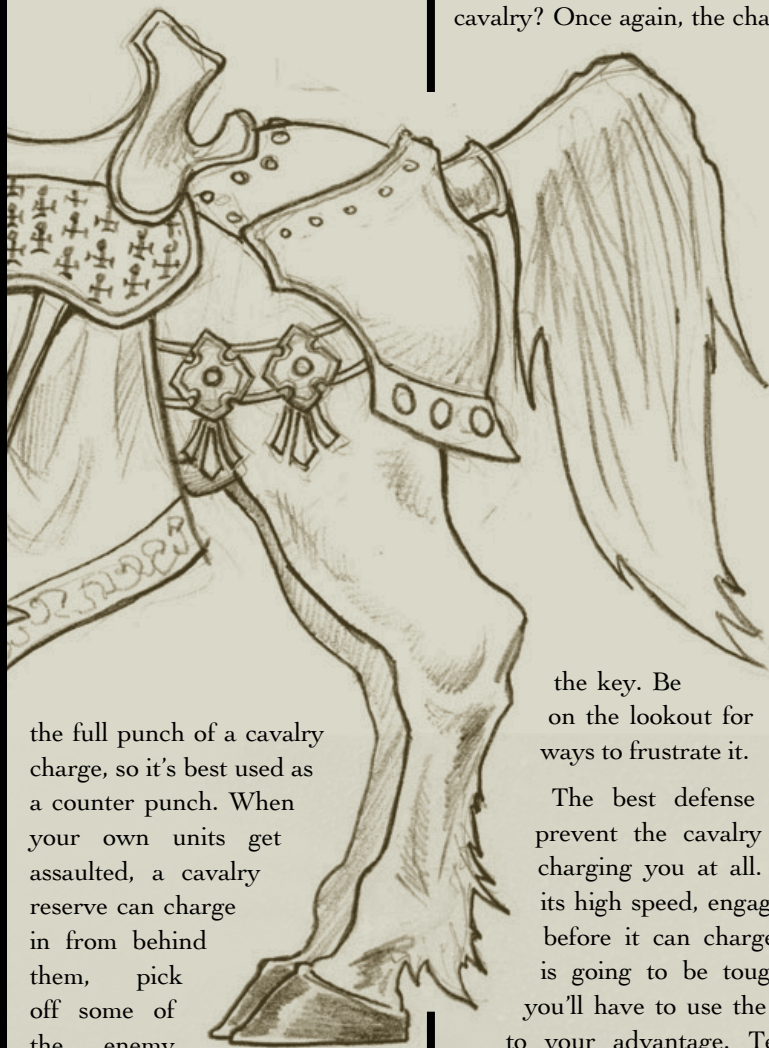 cavalry? Once again, the cha
the full punch of a cavalry
charge, so it's best used as
a counter punch. When
your own units get
assaulted, a cavalry
reserve can charge
in from behind
them, pick
off some of
the enemy
the key. Be
on the lookout for
ways to frustrate it.
The best defense
prevent the cavalry
charging you at all.
its high speed, engag
before it can charge
is going to be toug
you'll have to use the
to your advantage. Te